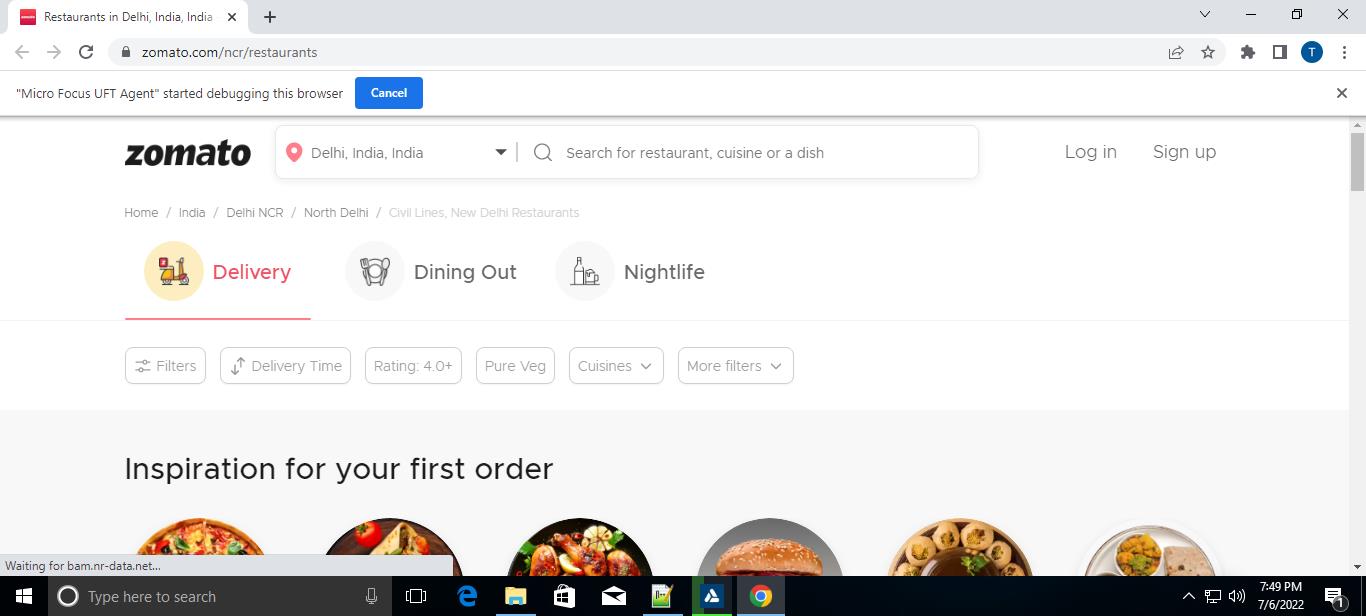 Restaurants in Delhi, India, India
zomato.com/ncr/restaurants
T
"Micro Focus UFT Agent" started debugging this browser
Cancel
zomato
Delhi, India, India
Search for restaurant, cuisine or a dish
Log in
Sign up
Home / India / Delhi NCR / North Delhi / Civil Lines, New Delhi Restaurants
Delivery
Dining Out
Nightlife
Filters
Delivery Time
Rating: 4.0+
Pure Veg
Cuisines
More filters
Inspiration for your first order
Waiting for bam.nr-data.net...
Type here to search
7:49 PM
7/6/2022
1